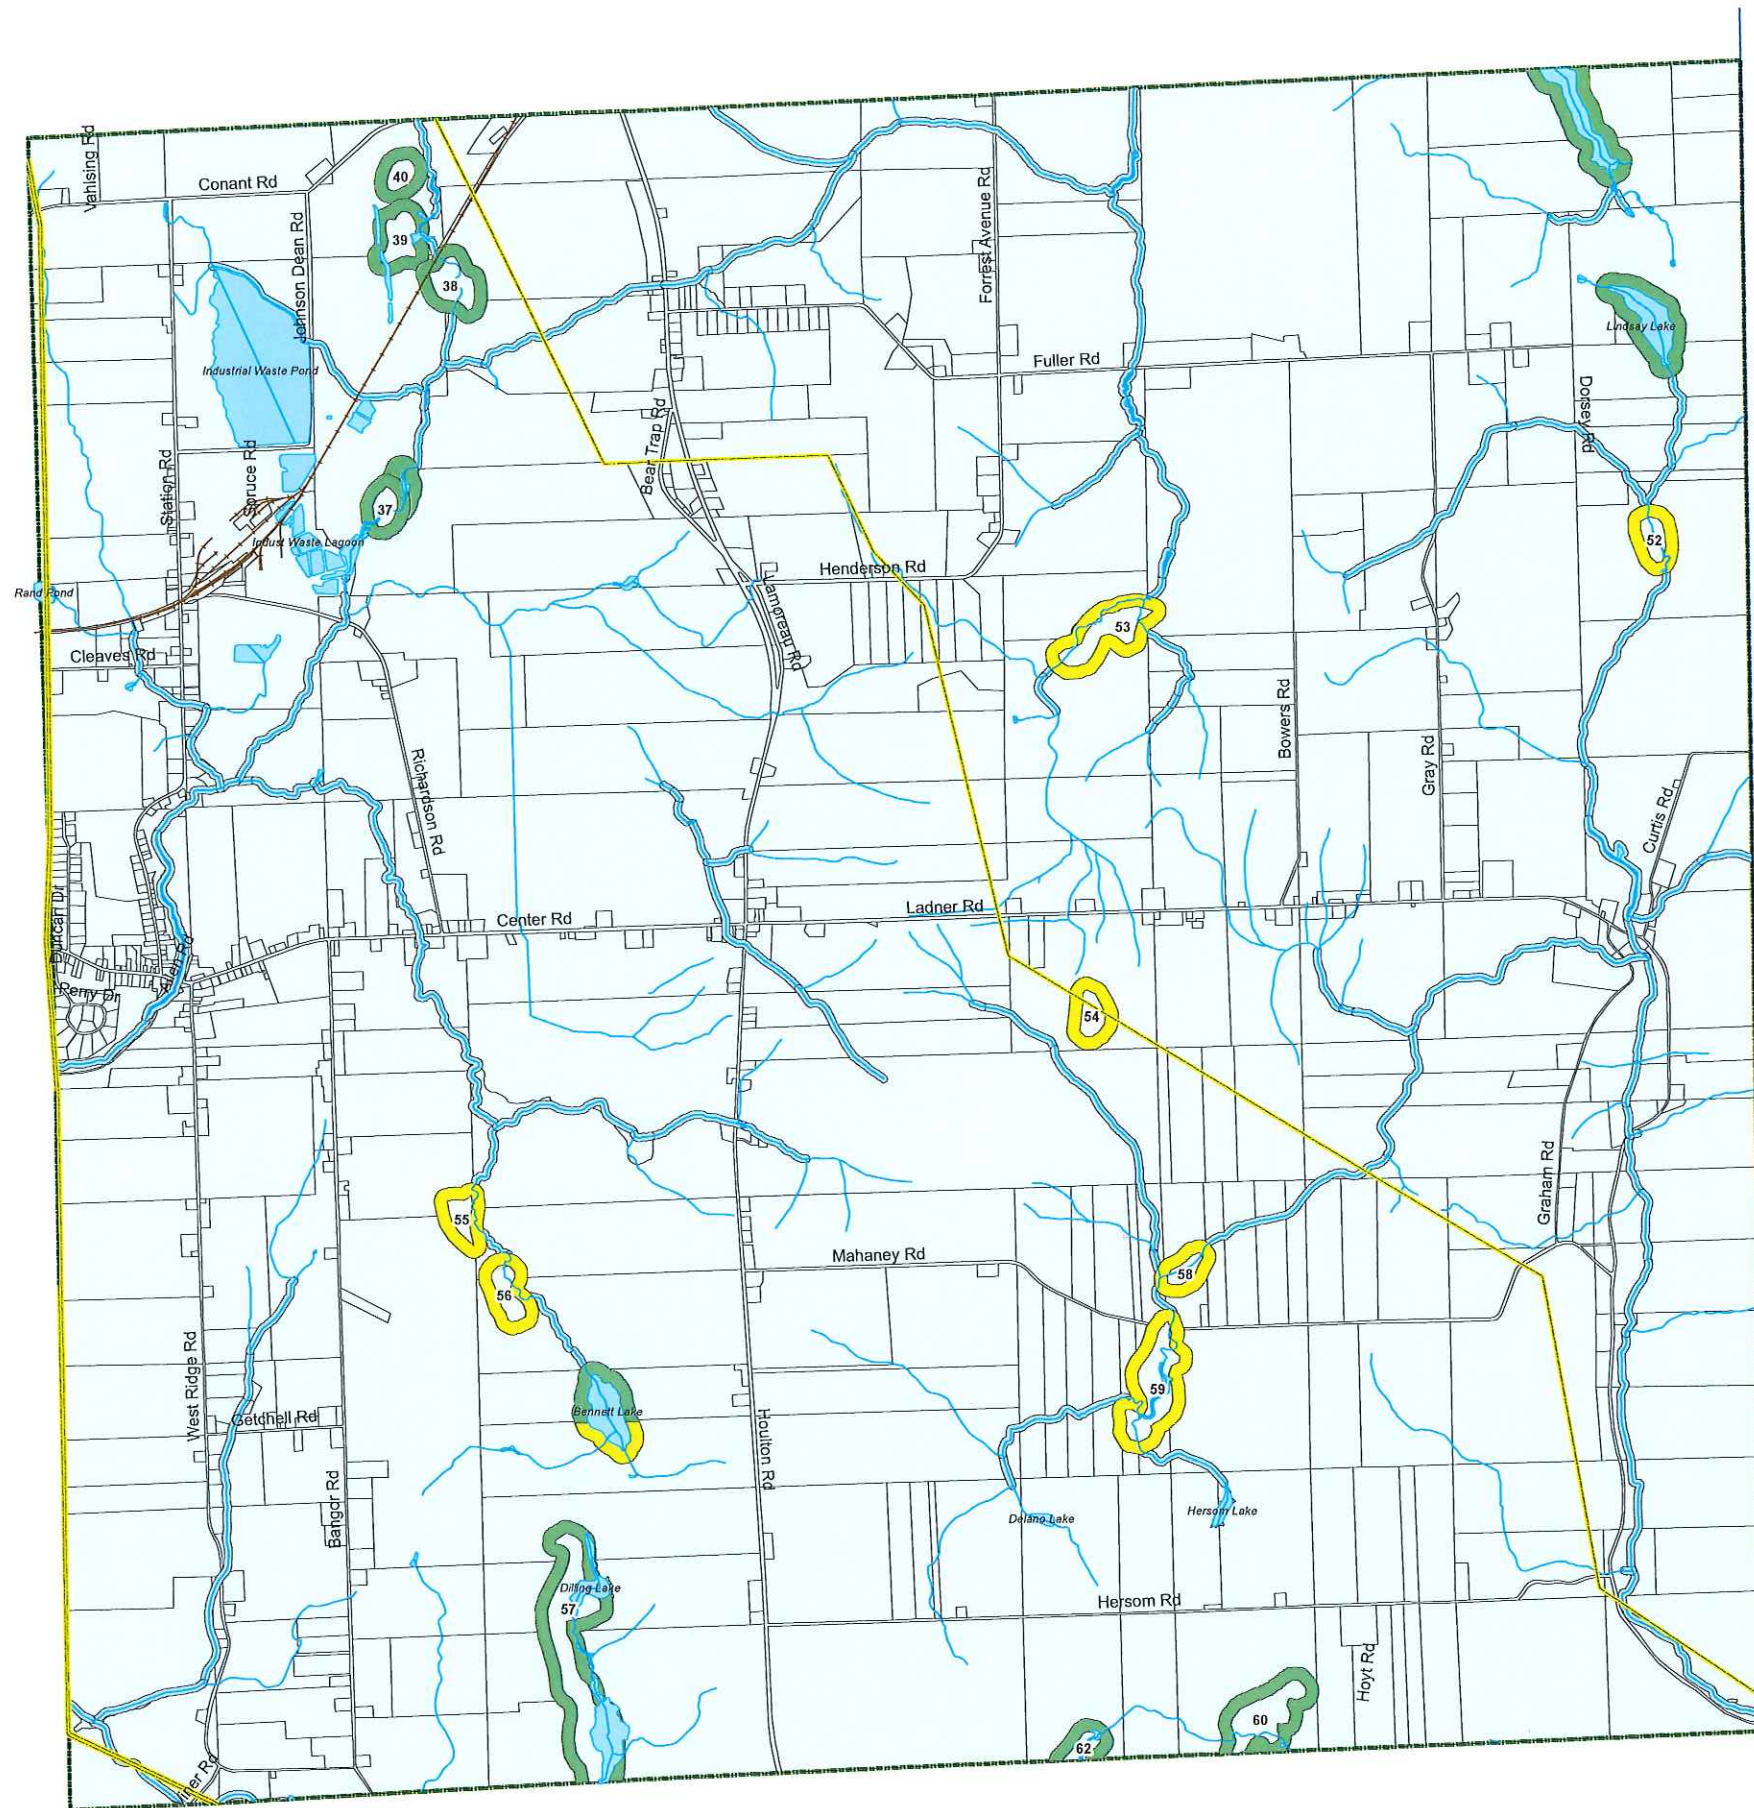 Vahlsing Rd
Conant Rd
40
39
38
Johnson Dean Rd
Forrest Avenue Rd
Lindsay Lake
Industrial Waste Pond
Fuller Rd
Dorsey Rd
Bear Trap Rd
Station Rd
Spruce Rd
37
Indust Waste Lagoon
52
Henderson Rd
Rand Pond
Lamoreau Rd
53
Cleaves Rd
Bowers Rd
Gray Rd
Richardson Rd
Curtis Rd
Duncan Dr
Center Rd
Ladner Rd
Perry Dr
54
Graham Rd
55
Mahaney Rd
58
56
West Ridge Rd
59
Bennett Lake
Getchell Rd
Houlton Rd
Bangor Rd
Delano Lake
Hersom Lake
Dilling Lake
57
Hersom Rd
Hoyt Rd
60
62
iner Rd